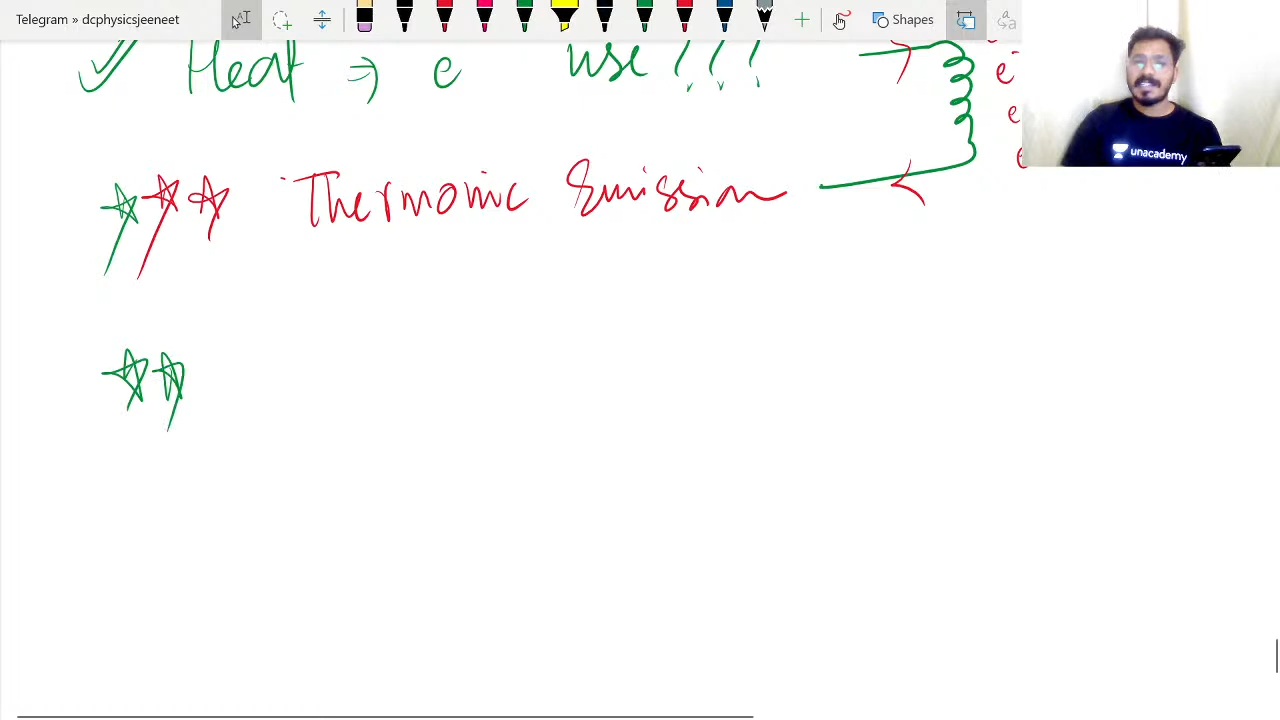 Telegram » dcphysicsjeeneet
Shapes
Heat ⇒ e use???
e⁻
e
e
unacademy
Thermonic Emission